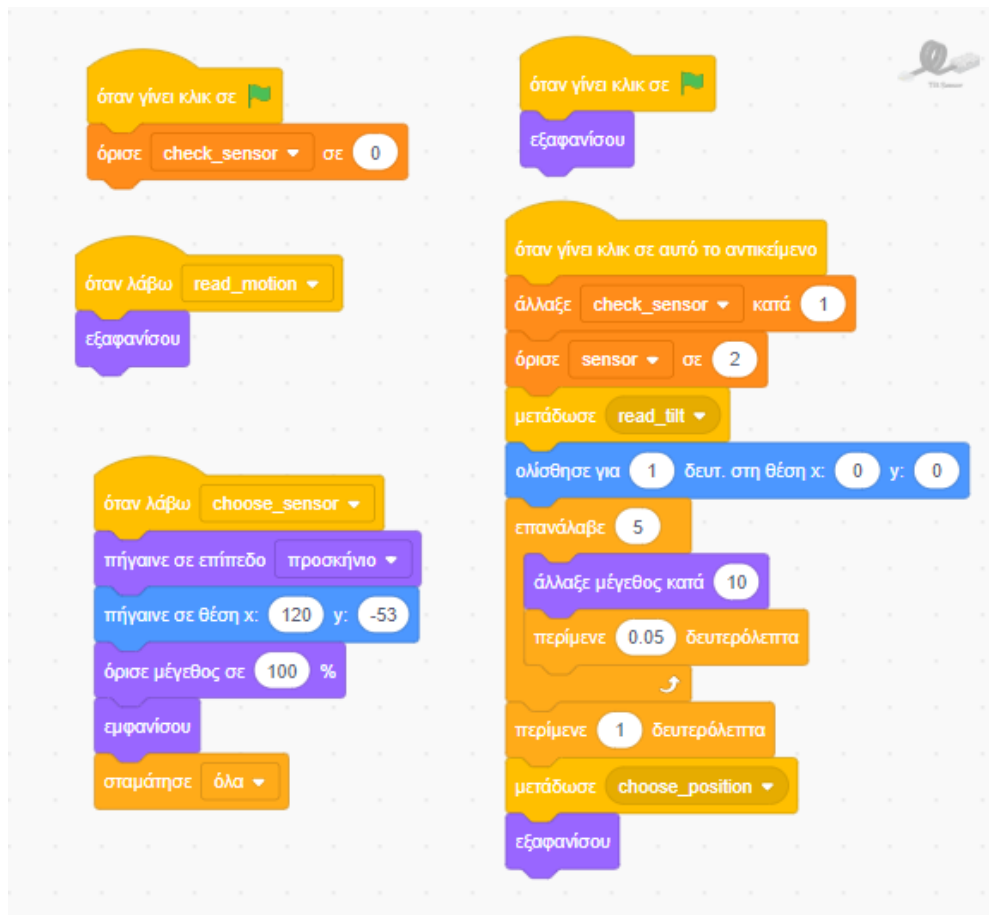 όταν γίνει κλικ σε
όρισε check_sensor σε 0
όταν λάβω read_motion
εξαφανίσου
όταν λάβω choose_sensor
πήγαινε σε επίπεδο προσκήνιο
πήγαινε σε θέση x: 120 y: -53
όρισε μέγεθος σε 100 %
εμφανίσου
σταμάτησε όλα
όταν γίνει κλικ σε
εξαφανίσου
Tilt Sensor
όταν γίνει κλικ σε αυτό το αντικείμενο
άλλαξε check_sensor κατά 1
όρισε sensor σε 2
μετάδωσε read_tilt
ολίσθησε για 1 δευτ. στη θέση x: 0 y: 0
επανάλαβε 5
άλλαξε μέγεθος κατά 10
περίμενε 0.05 δευτερόλεπτα
περίμενε 1 δευτερόλεπτα
μετάδωσε choose_position
εξαφανίσου